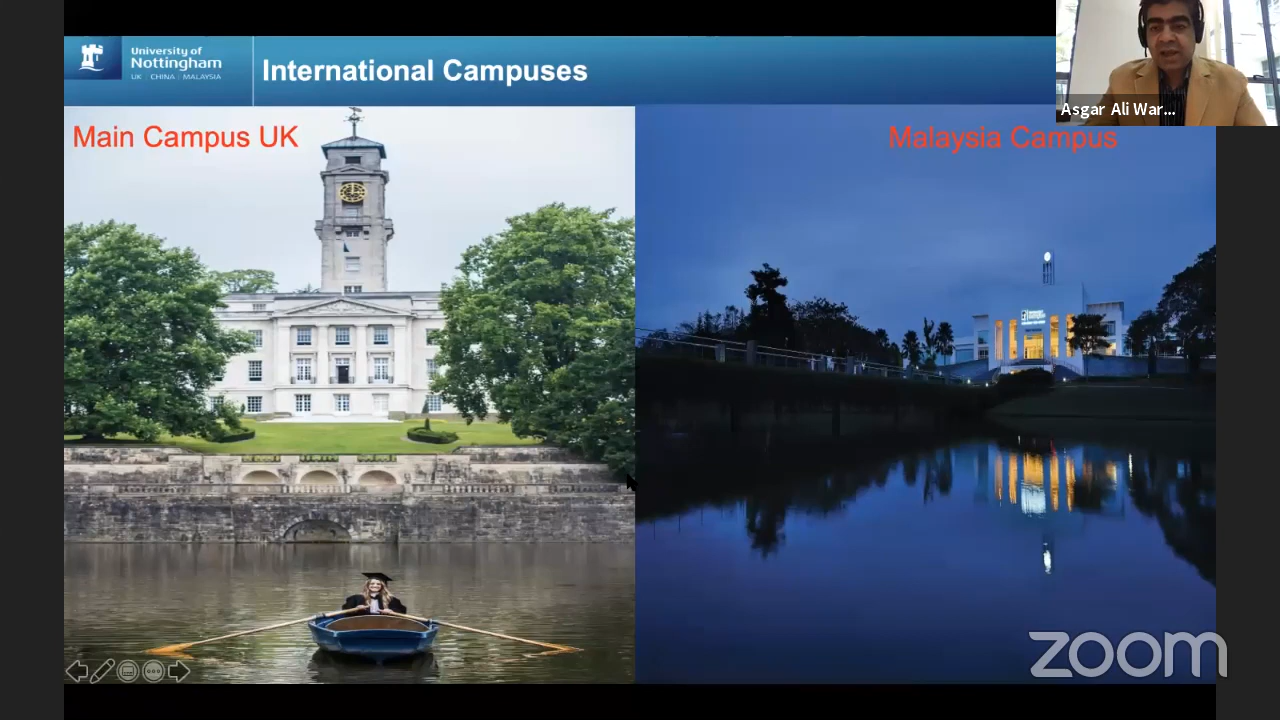 University of
Nottingham
UK | CHINA | MALAYSIA
International Campuses
Asgar Ali War...
Main Campus UK
Malaysia Campus
zoom